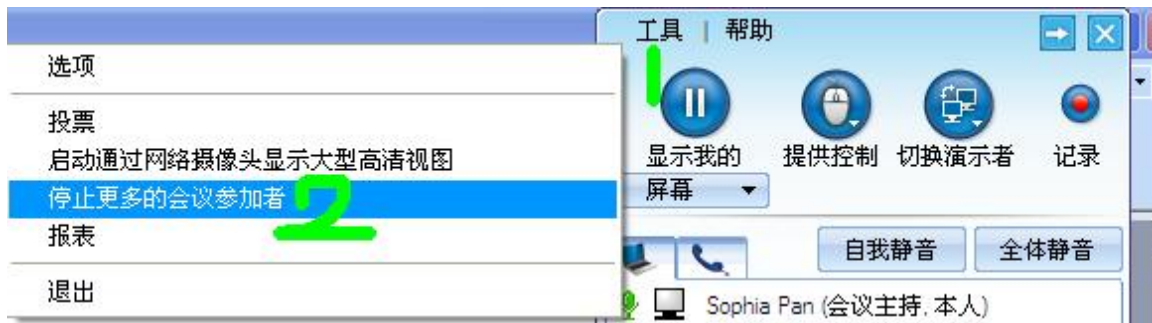 工具 | 帮助
1
选项
投票
启动通过网络摄像头显示大型高清视图
停止更多的会议参加者
2
报表
退出
显示我的
屏幕
提供控制
切换演示者
记录
自我静音
全体静音
Sophia Pan (会议主持, 本人)